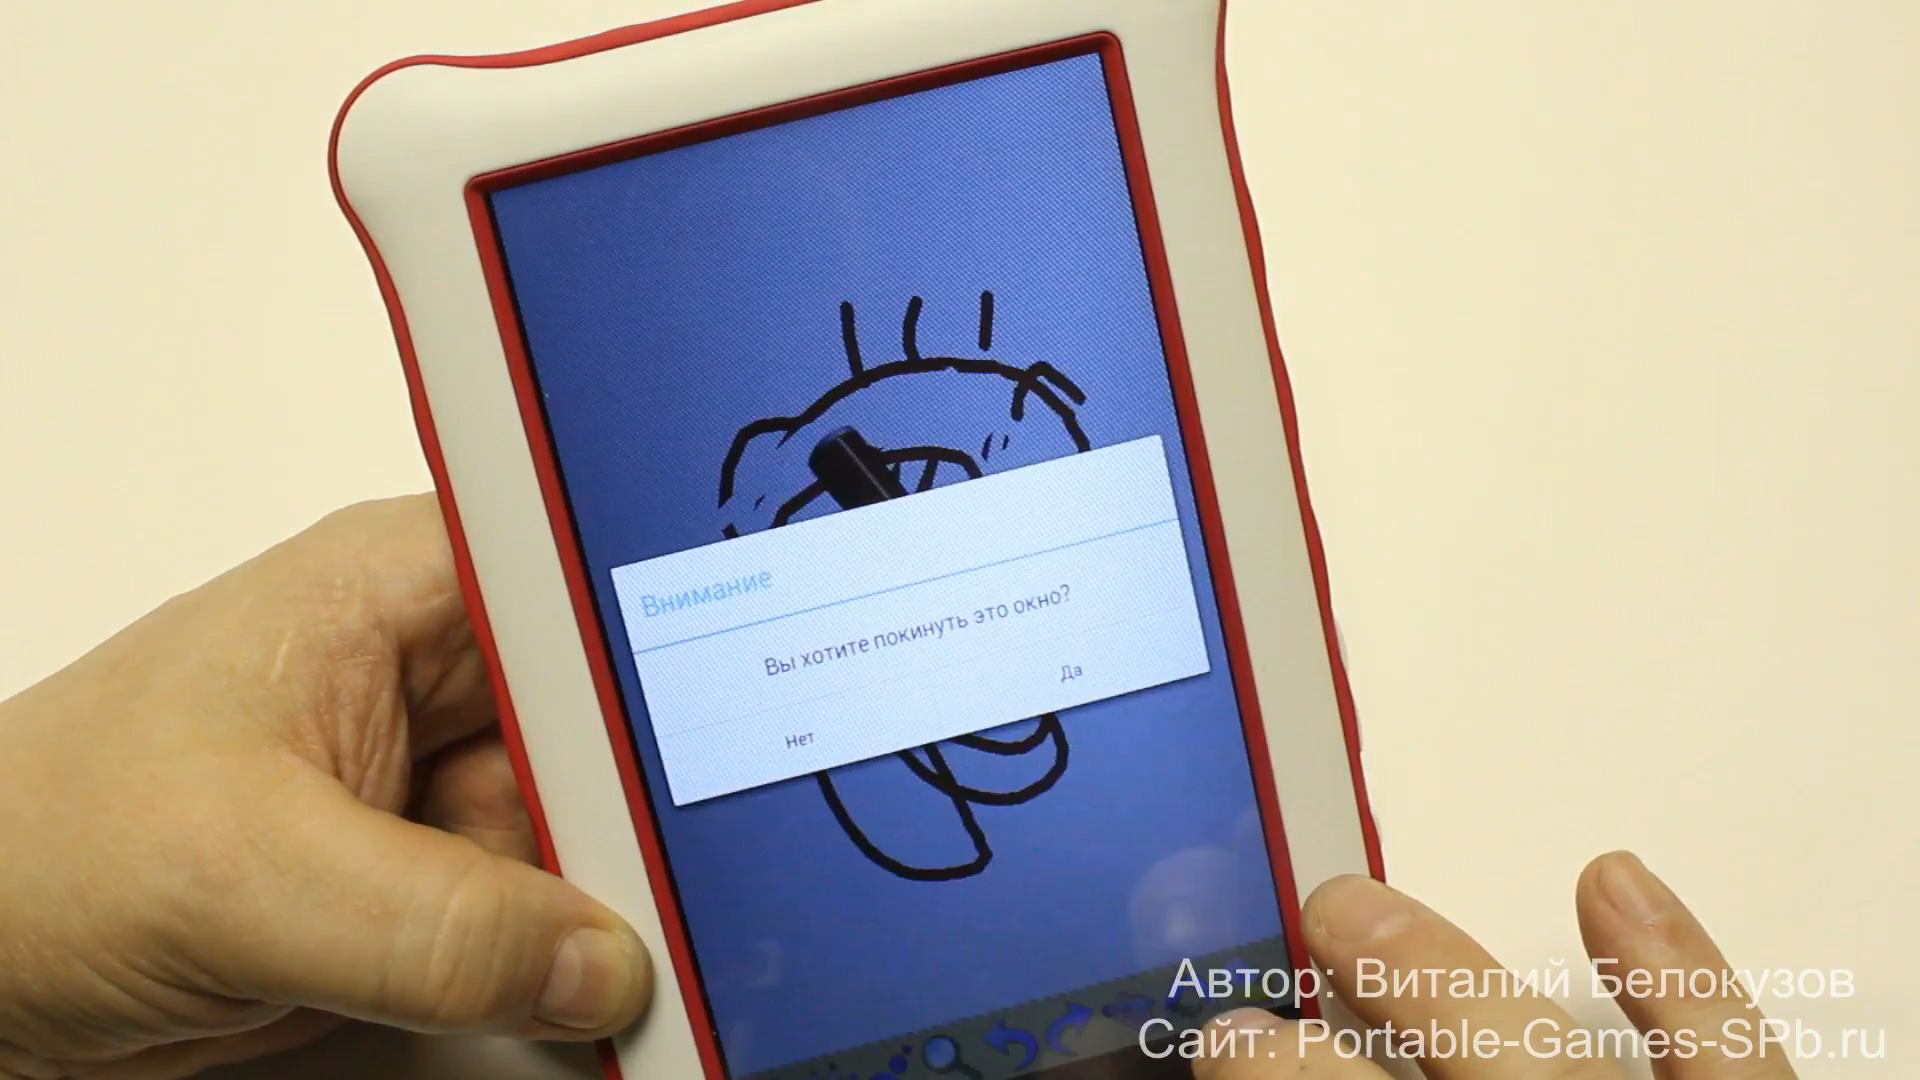 Внимание
Вы хотите покинуть это окно?
Нет
Да
Автор: Виталий Белокузов
Сайт: Portable-Games-SPb.ru